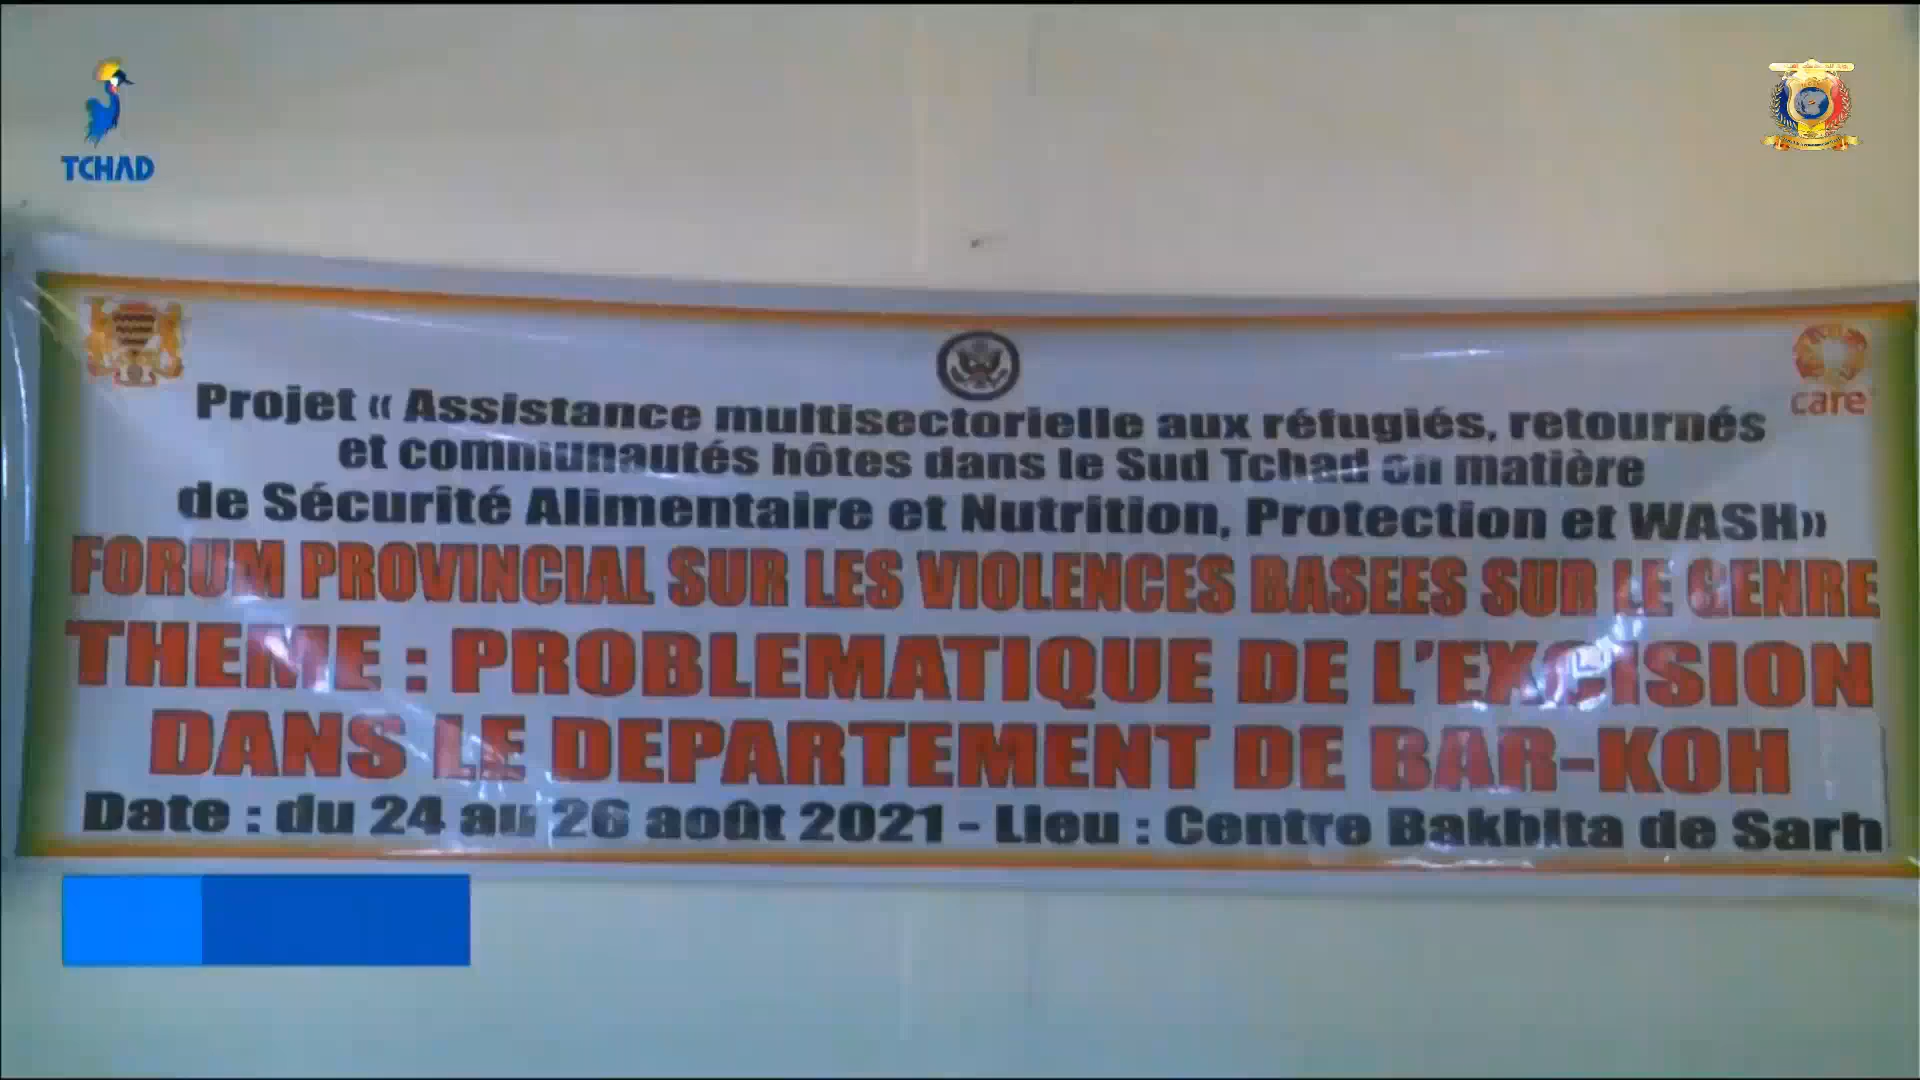 TCHAD
care
Projet « Assistance multisectorielle aux réfugiés, retournés
et communautés hôtes dans le Sud Tchad en matière
de Sécurité Alimentaire et Nutrition, Protection et WASH»
FORUM PROVINCIAL SUR LES VIOLENCES BASEES SUR LE GENRE
THEME : PROBLEMATIQUE DE L'EXCISION
DANS LE DEPARTEMENT DE BAR-KOH
Date : du 24 au 26 août 2021 - Lieu : Centre Bakhita de Sarh